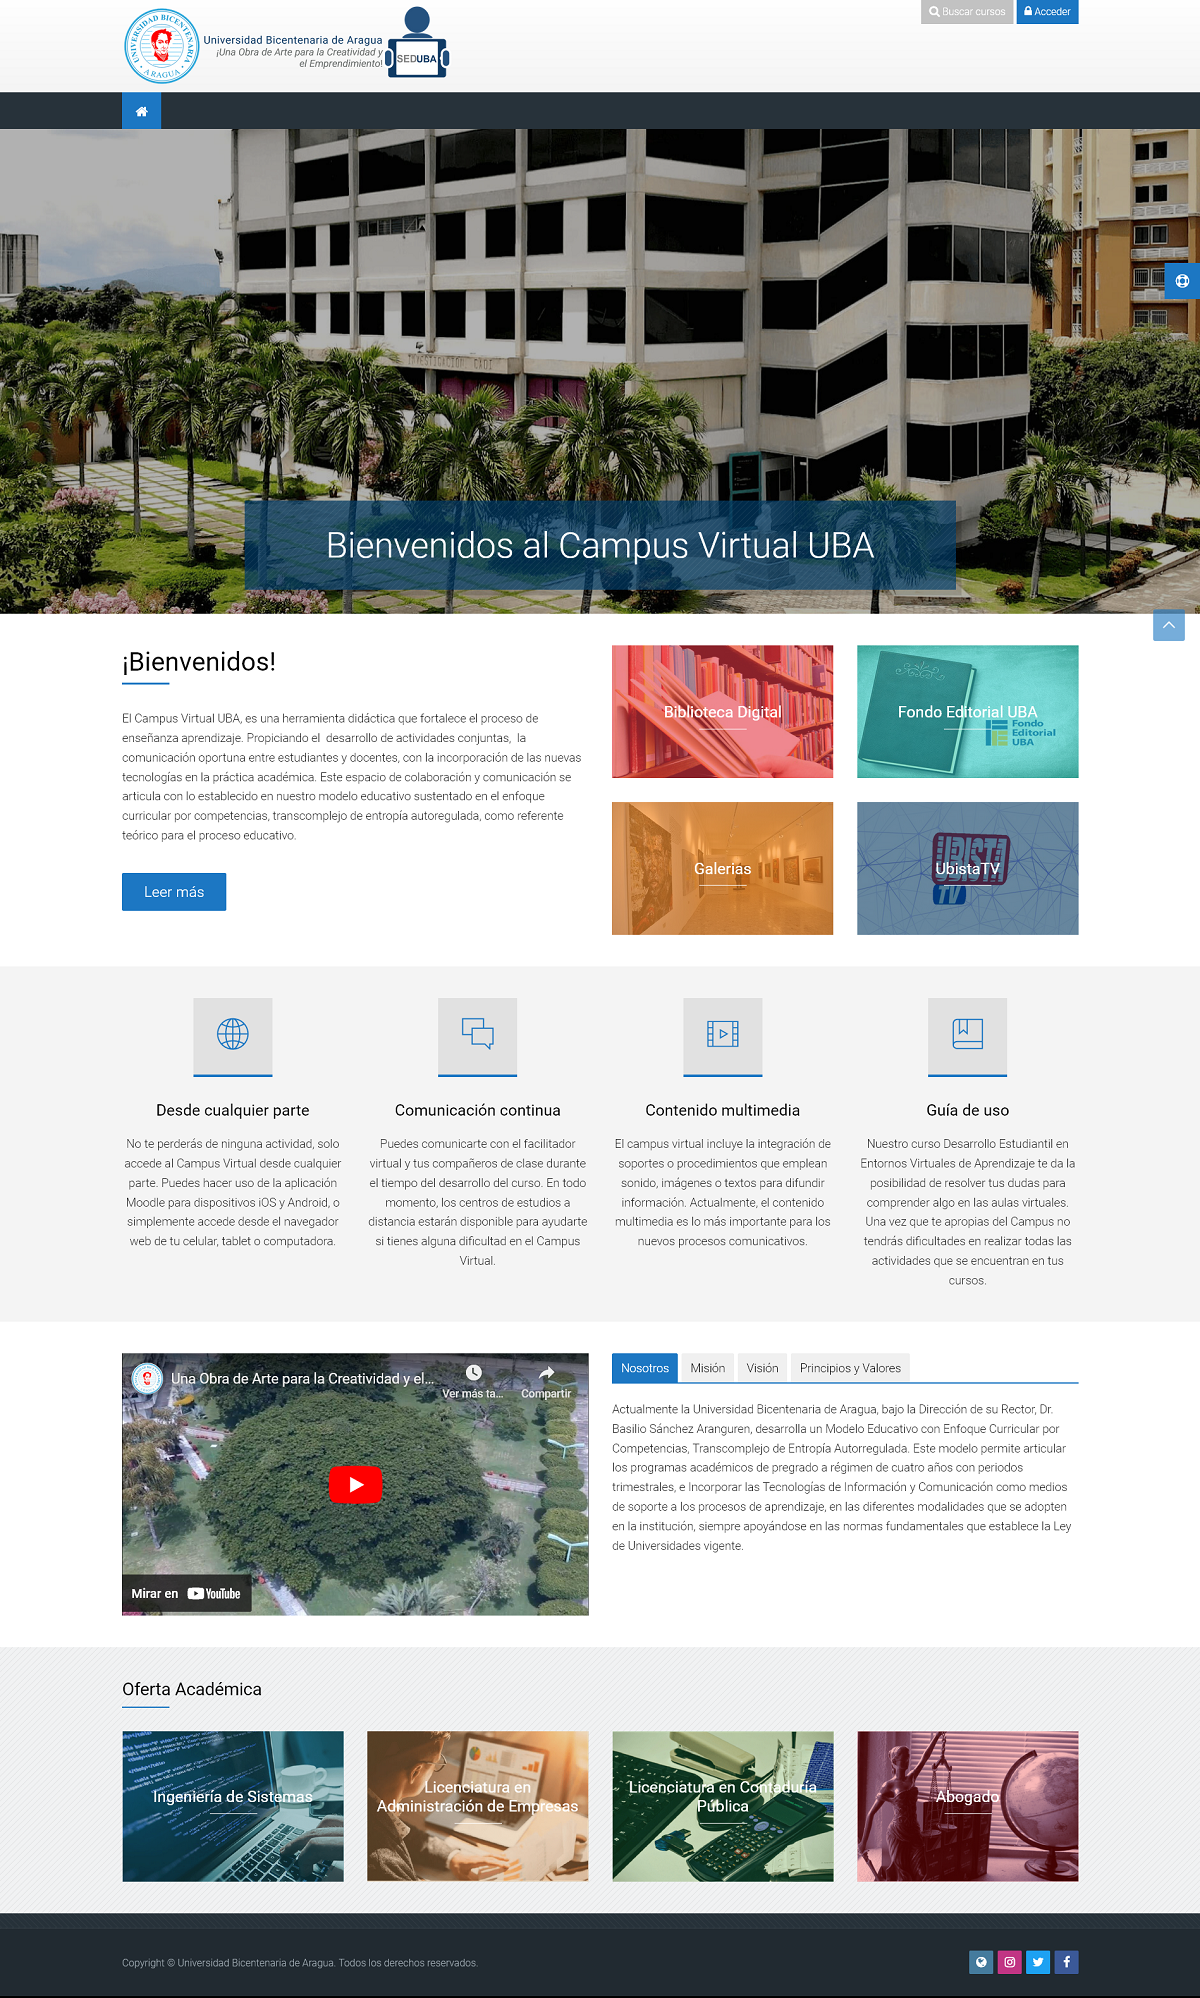 Buscar cursos
Acceder
UNIVERSIDAD BICENTENARIA
ARAGUA
Universidad Bicentenaria de Aragua
¡Una Obra de Arte para la Creatividad y
el Emprendimiento!
SEDUBA
INVESTIGACION CADI
Bienvenidos al Campus Virtual UBA
¡Bienvenidos!
El Campus Virtual UBA, es una herramienta didáctica que fortalece el proceso de
enseñanza aprendizaje. Propiciando el desarrollo de actividades conjuntas, la
comunicación oportuna entre estudiantes y docentes, con la incorporación de las nuevas
tecnologías en la práctica académica. Este espacio de colaboración y comunicación se
articula con lo establecido en nuestro modelo educativo sustentado en el enfoque
curricular por competencias, transcomplejo de entropía autoregulada, como referente
teórico para el proceso educativo.
Leer más
Biblioteca Digital
Fondo Editorial UBA
Fondo
Editorial
UBA
Galerias
UbistaTV
UBISTA
TV
Desde cualquier parte
No te perderás de ninguna actividad, solo
accede al Campus Virtual desde cualquier
parte. Puedes hacer uso de la aplicación
Moodle para dispositivos iOS y Android, o
simplemente accede desde el navegador
web de tu celular, tablet o computadora.
Comunicación continua
Puedes comunicarte con el facilitador
virtual y tus compañeros de clase durante
el tiempo del desarrollo del curso. En todo
momento, los centros de estudios a
distancia estarán disponible para ayudarte
si tienes alguna dificultad en el Campus
Virtual.
Contenido multimedia
El campus virtual incluye la integración de
soportes o procedimientos que emplean
sonido, imágenes o textos para difundir
información. Actualmente, el contenido
multimedia es lo más importante para los
nuevos procesos comunicativos.
Guía de uso
Nuestro curso Desarrollo Estudiantil en
Entornos Virtuales de Aprendizaje te da la
posibilidad de resolver tus dudas para
comprender algo en las aulas virtuales.
Una vez que te apropias del Campus no
tendrás dificultades en realizar todas las
actividades que se encuentran en tus
cursos.
Una Obra de Arte para la Creatividad y el...
Ver más ta...
Compartir
Mirar en YouTube
Nosotros
Misión
Visión
Principios y Valores
Actualmente la Universidad Bicentenaria de Aragua, bajo la Dirección de su Rector, Dr.
Basilio Sánchez Aranguren, desarrolla un Modelo Educativo con Enfoque Curricular por
Competencias, Transcomplejo de Entropía Autorregulada. Este modelo permite articular
los programas académicos de pregrado a régimen de cuatro años con periodos
trimestrales, e Incorporar las Tecnologías de Información y Comunicación como medios
de soporte a los procesos de aprendizaje, en las diferentes modalidades que se adopten
en la institución, siempre apoyándose en las normas fundamentales que establece la Ley
de Universidades vigente.
Oferta Académica
Ingeniería de Sistemas
Licenciatura en
Administración de Empresas
Licenciatura en Contaduría
Pública
Abogado
Copyright © Universidad Bicentenaria de Aragua. Todos los derechos reservados.